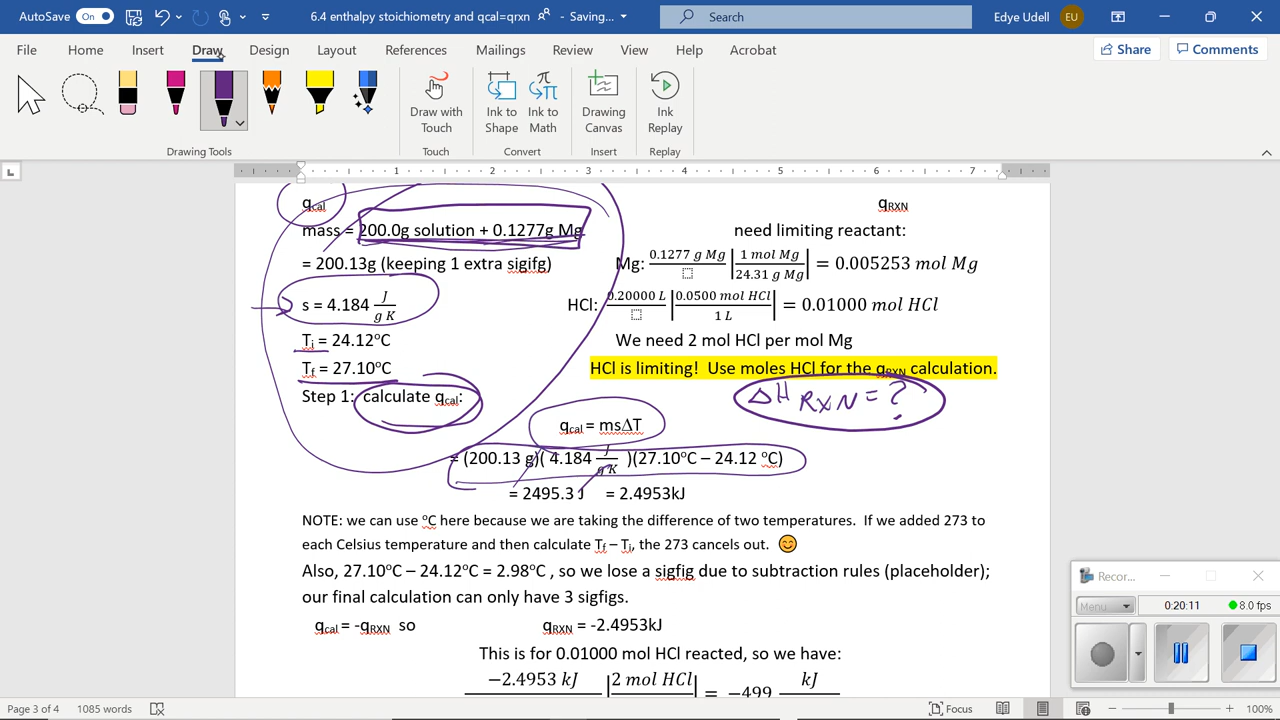 AutoSave On 6.4 enthalpy stoichiometry and qcal=qrxn Saving... Search Edye Udell EU
File Home Insert Draw Design Layout References Mailings Review View Help Acrobat Share Comments
Draw with Touch Ink to Shape Ink to Math Drawing Canvas Ink Replay
Drawing Tools Touch Convert Insert Replay
1 2 3 4 5 6 7
qcal qRXN
mass = 200.0g solution + 0.1277g Mg need limiting reactant:
= 200.13g (keeping 1 extra sigifg) Mg: 0.1277 g Mg | 1 mol Mg / 24.31 g Mg | = 0.005253 mol Mg
s = 4.184 J / g K HCl: 0.20000 L | 0.0500 mol HCl / 1 L | = 0.01000 mol HCl
Ti = 24.12°C We need 2 mol HCl per mol Mg
Tf = 27.10°C HCl is limiting! Use moles HCl for the qRXN calculation.
Step 1: calculate qcal: ΔH RXN = ?
qcal = msΔT
= (200.13 g)( 4.184 J / g K )(27.10°C – 24.12 °C)
= 2495.3 J = 2.4953kJ
NOTE: we can use °C here because we are taking the difference of two temperatures. If we added 273 to
each Celsius temperature and then calculate Tf – Ti, the 273 cancels out. 😊
Also, 27.10°C – 24.12°C = 2.98°C , so we lose a sigfig due to subtraction rules (placeholder);
our final calculation can only have 3 sigfigs.
qcal = -qRXN so qRXN = -2.4953kJ
This is for 0.01000 mol HCl reacted, so we have:
−2.4953 kJ | 2 mol HCl = −499 kJ
Recor...
Menu 0:20:11 8.0 fps
Page 3 of 4 1085 words Focus 100%